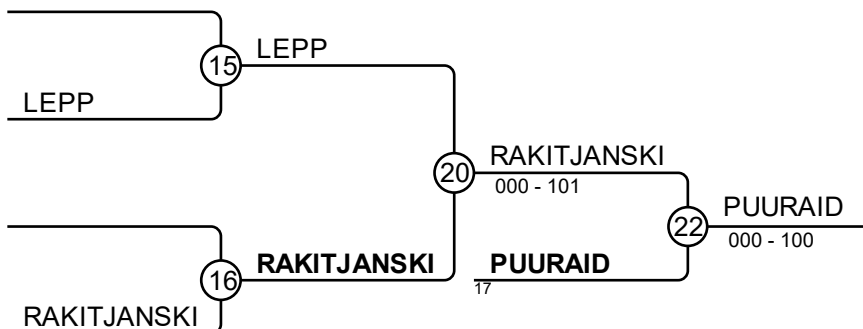 15
LEPP
LEPP
20
RAKITJANSKI
000 - 101
22
PUURAID
000 - 100
16
RAKITJANSKI
PUURAID
17
RAKITJANSKI